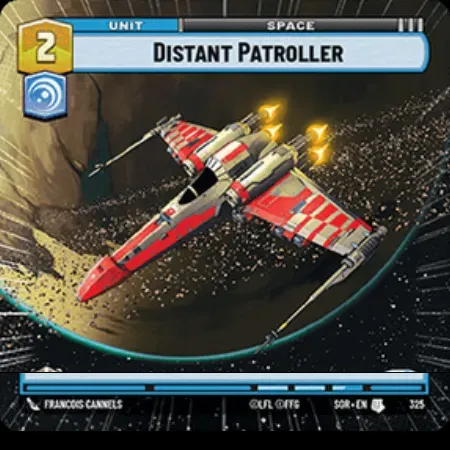 UNIT SPACE
2 DISTANT PATROLLER
FRANCOIS CANNELS ©LFL ©FFG SOR • EN 325